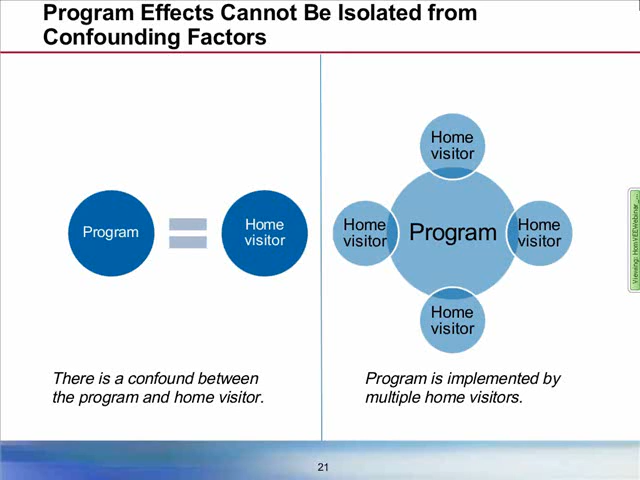 Program Effects Cannot Be Isolated from
Confounding Factors
Program
Home
visitor
There is a confound between
the program and home visitor.
Home
visitor
Home
visitor
Program
Home
visitor
Home
visitor
Program is implemented by
multiple home visitors.
21